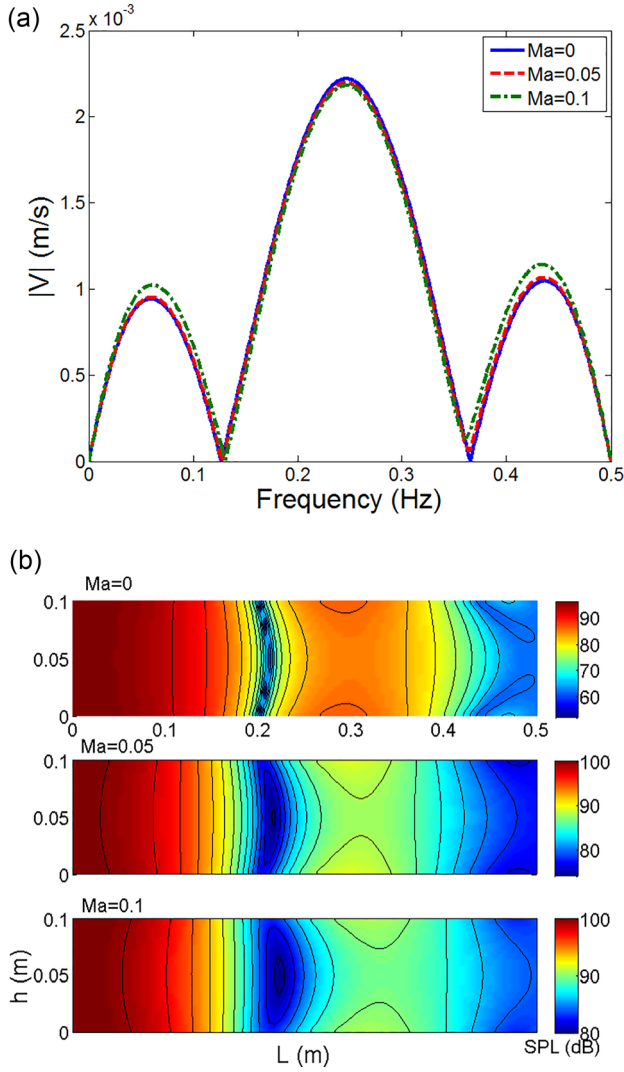 (a)
× 10⁻³
2.5
2
1.5
1
0.5
0
|V| (m/s)
Ma=0
Ma=0.05
Ma=0.1
0 0.1 0.2 0.3 0.4 0.5
Frequency (Hz)
(b)
Ma=0
0.1
0.05
0
0 0.1 0.2 0.3 0.4 0.5
90
80
70
60
Ma=0.05
0.1
0.05
0
100
90
80
Ma=0.1
0.1
0.05
0
h (m)
100
90
80
L (m)
SPL (dB)